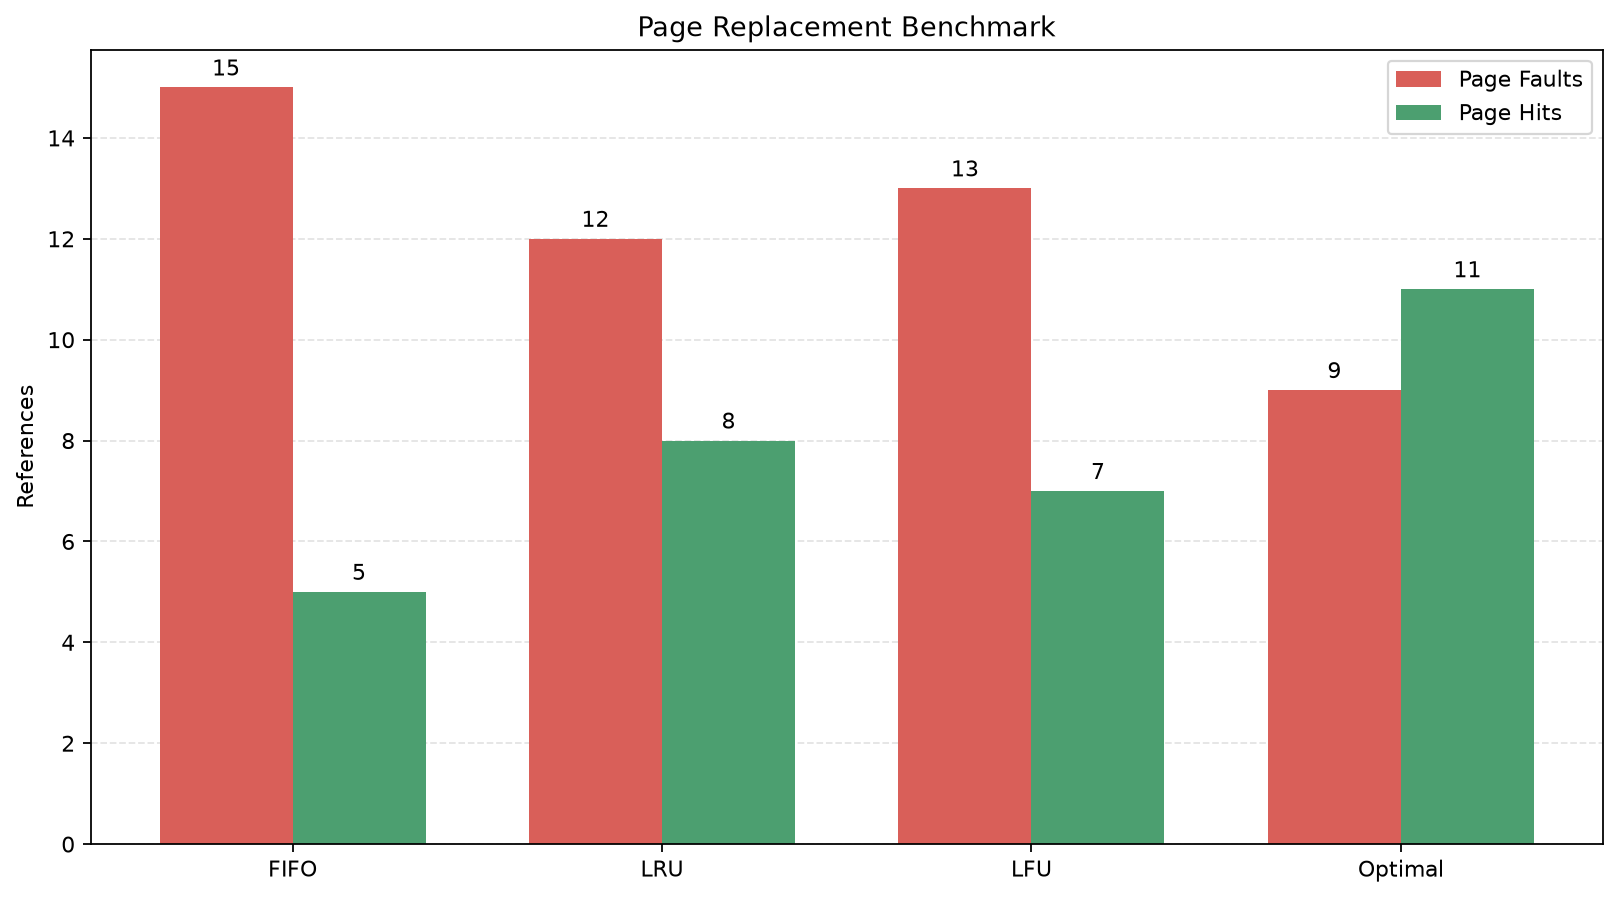 Page Replacement Benchmark
Page Faults
Page Hits
References
14
12
10
8
6
4
2
0
15
5
12
8
13
7
9
11
FIFO
LRU
LFU
Optimal